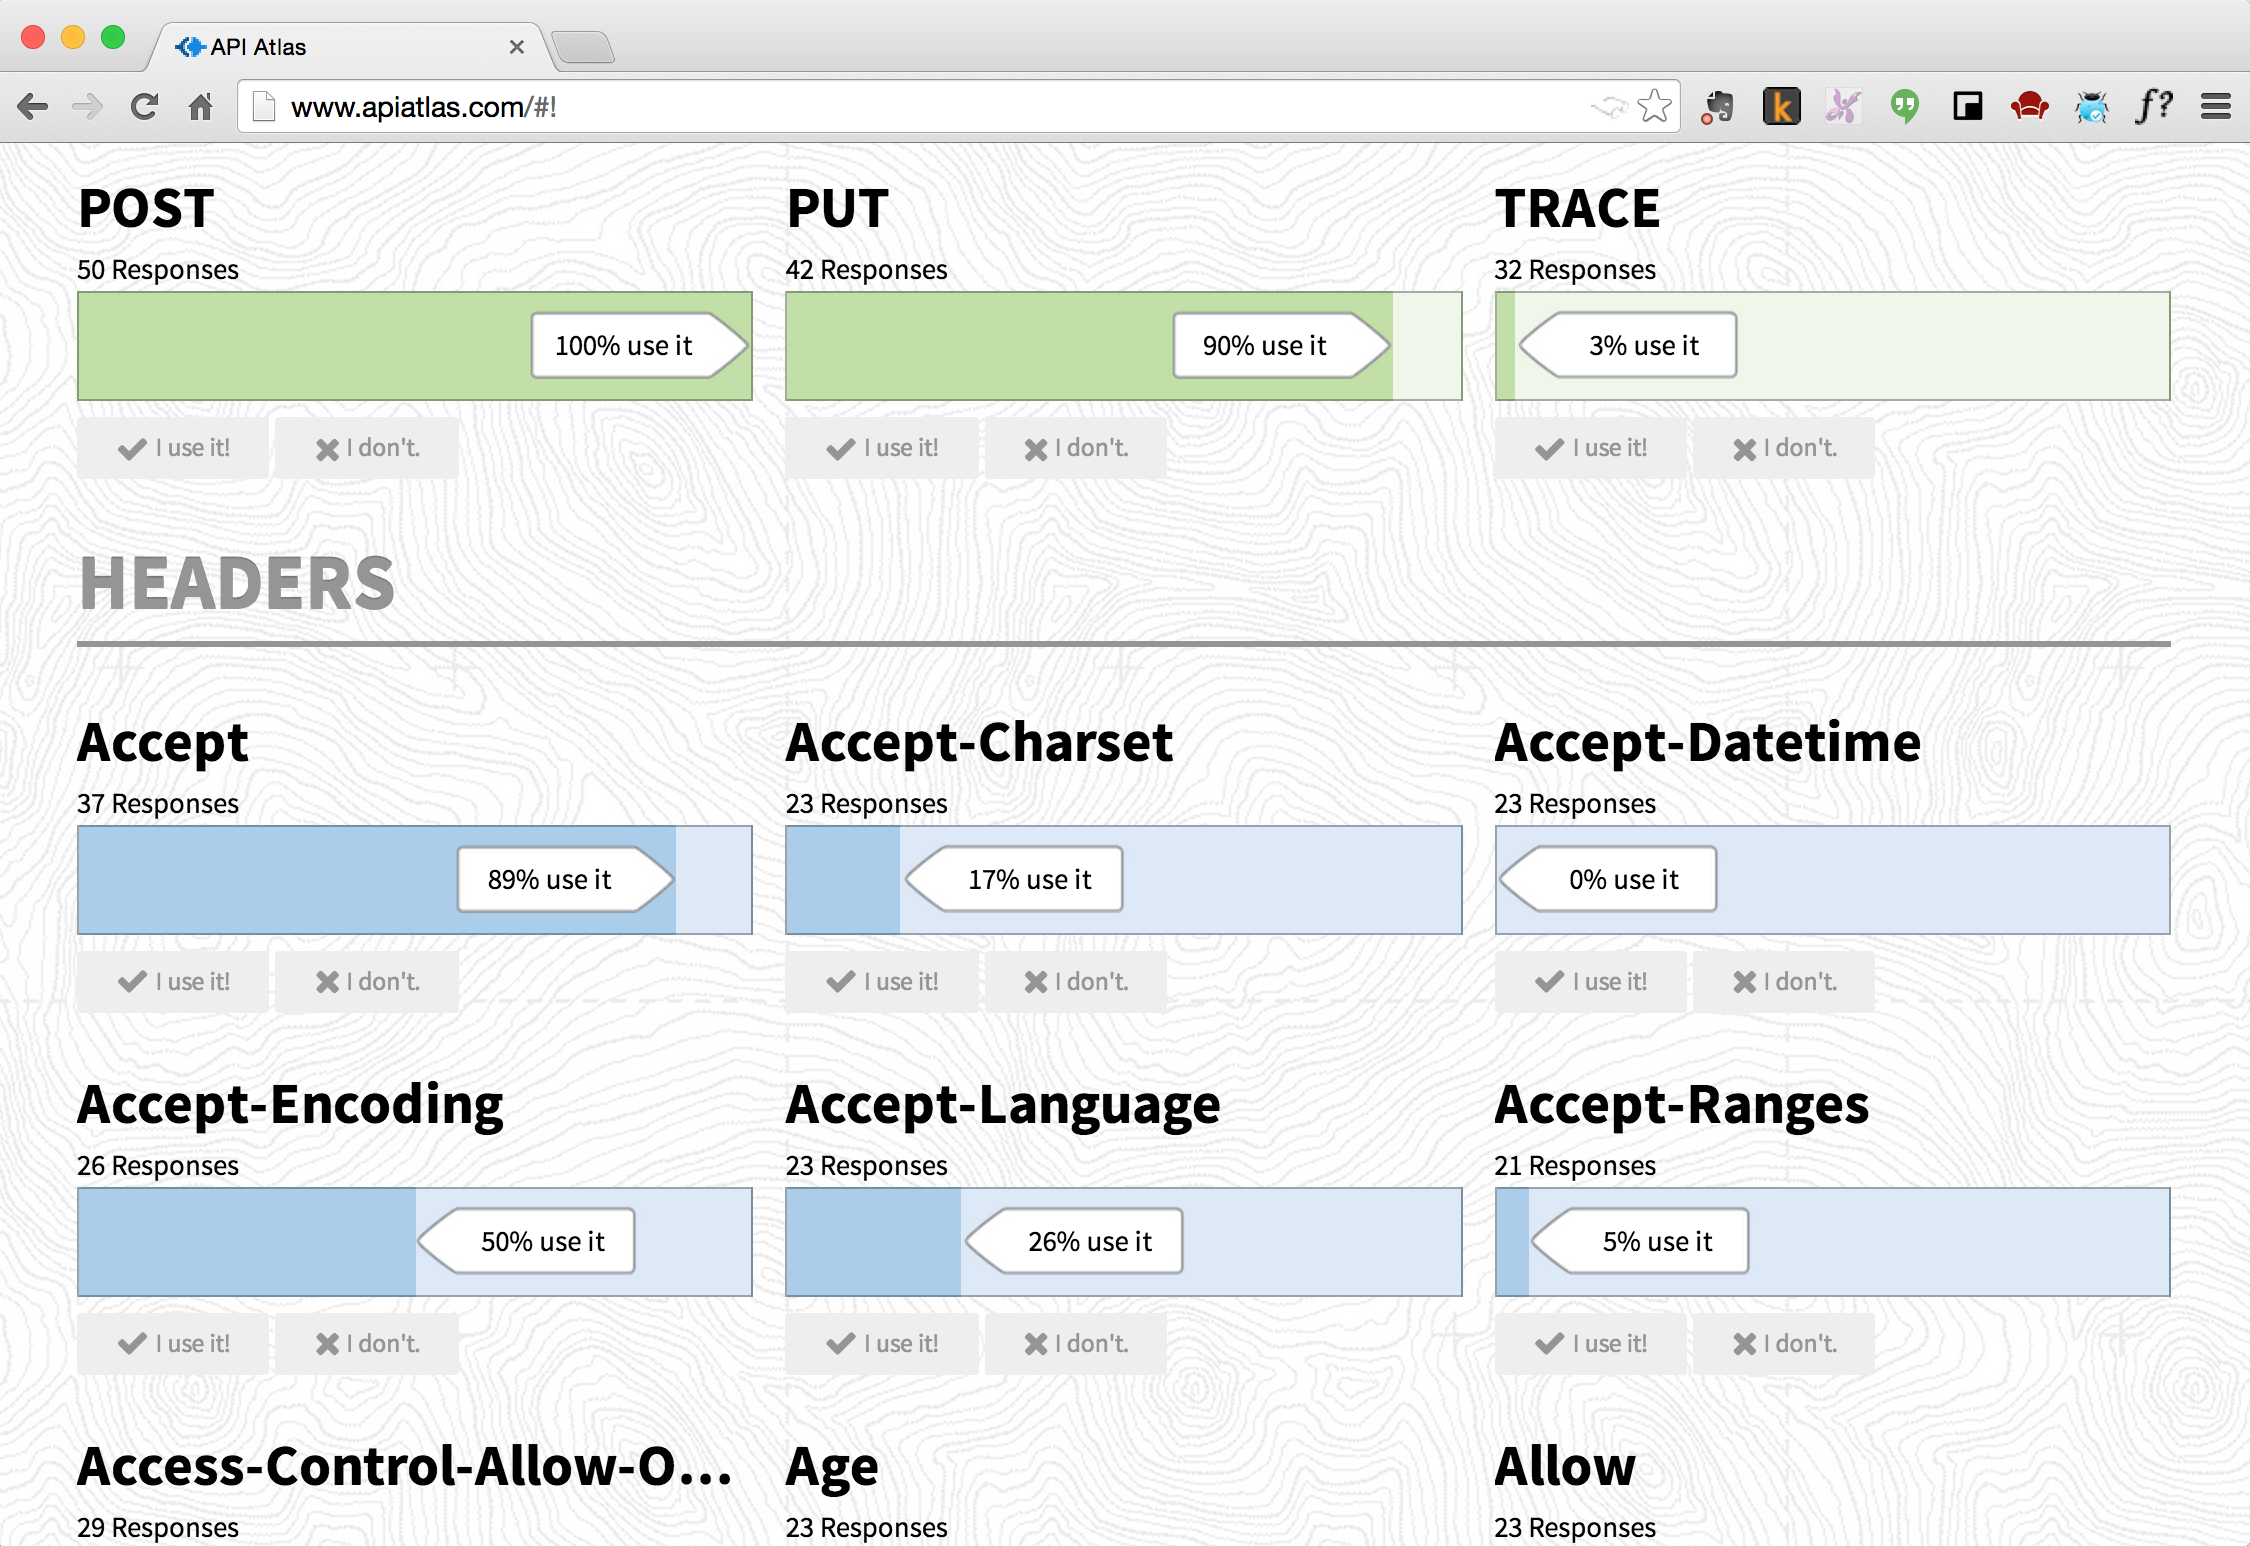 API Atlas
www.apiatlas.com/#!
k
f?
POST
50 Responses
100% use it
I use it!
I don't.
PUT
42 Responses
90% use it
I use it!
I don't.
TRACE
32 Responses
3% use it
I use it!
I don't.
HEADERS
Accept
37 Responses
89% use it
I use it!
I don't.
Accept-Charset
23 Responses
17% use it
I use it!
I don't.
Accept-Datetime
23 Responses
0% use it
I use it!
I don't.
Accept-Encoding
26 Responses
50% use it
I use it!
I don't.
Accept-Language
23 Responses
26% use it
I use it!
I don't.
Accept-Ranges
21 Responses
5% use it
I use it!
I don't.
Access-Control-Allow-O...
29 Responses
Age
23 Responses
Allow
23 Responses